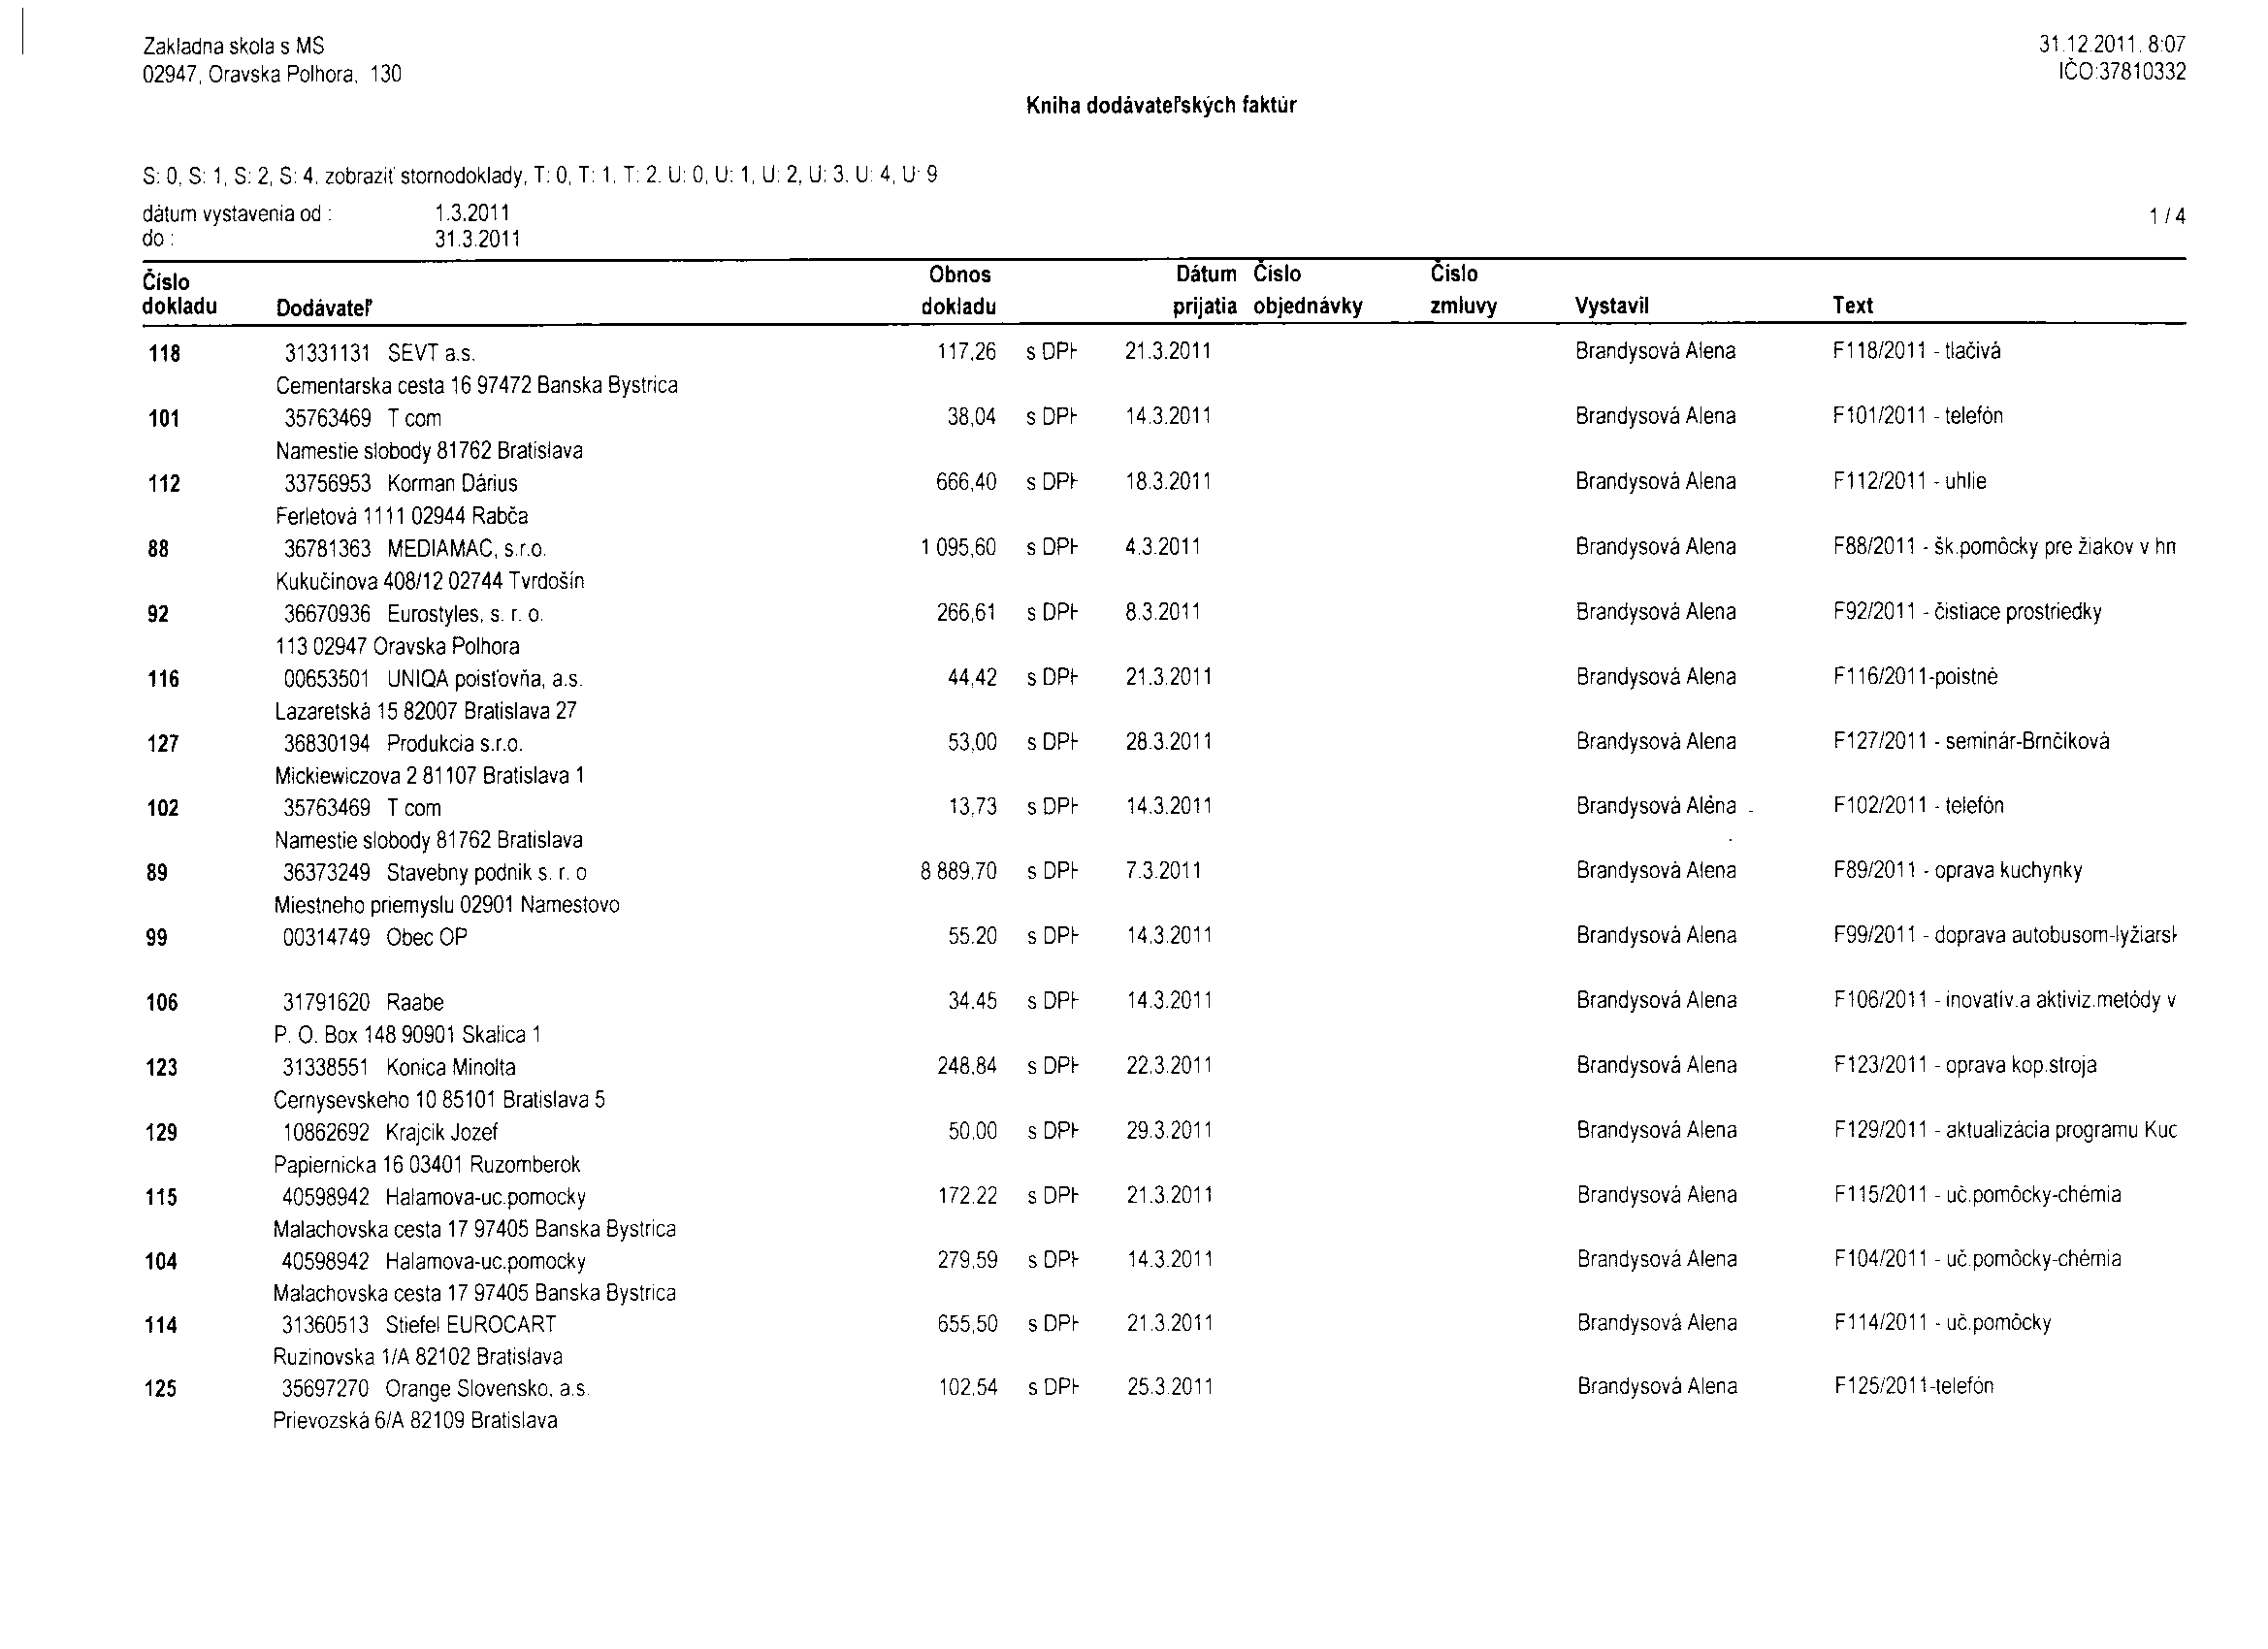 Zakladna skola s MS
31.12.2011, 8:07
02947, Oravska Polhora, 130
IČO:37810332
Kniha dodávateľských faktúr
S: 0, S: 1, S: 2, S: 4, zobraziť stornodoklady, T: 0, T: 1, T: 2, U: 0, U: 1, U: 2, U: 3, U: 4, U: 9
dátum vystavenia od : 1.3.2011
1 / 4
do : 31.3.2011
Číslo dokladu Dodávateľ Obnos dokladu Dátum prijatia Číslo objednávky Číslo zmluvy Vystavil Text
118 31331131 SEVT a.s. 117,26 s DPH 21.3.2011 Brandysová Alena F118/2011 - tlačivá
Cementarska cesta 16 97472 Banska Bystrica
101 35763469 T com 38,04 s DPH 14.3.2011 Brandysová Alena F101/2011 - telefón
Namestie slobody 81762 Bratislava
112 33756953 Korman Dárius 666,40 s DPH 18.3.2011 Brandysová Alena F112/2011 - uhlie
Ferletová 1111 02944 Rabča
88 36781363 MEDIAMAC, s.r.o. 1 095,60 s DPH 4.3.2011 Brandysová Alena F88/2011 - šk.pomôcky pre žiakov v hn
Kukučínova 408/12 02744 Tvrdošín
92 36670936 Eurostyles, s. r. o. 266,61 s DPH 8.3.2011 Brandysová Alena F92/2011 - čistiace prostriedky
113 02947 Oravska Polhora
116 00653501 UNIQA poisťovňa, a.s. 44,42 s DPH 21.3.2011 Brandysová Alena F116/2011-poistné
Lazaretská 15 82007 Bratislava 27
127 36830194 Produkcia s.r.o. 53,00 s DPH 28.3.2011 Brandysová Alena F127/2011 - seminár-Brnčíková
Mickiewiczova 2 81107 Bratislava 1
102 35763469 T com 13,73 s DPH 14.3.2011 Brandysová Alena F102/2011 - telefón
Namestie slobody 81762 Bratislava
89 36373249 Stavebny podnik s. r. o 8 889,70 s DPH 7.3.2011 Brandysová Alena F89/2011 - oprava kuchynky
Miestneho priemyslu 02901 Namestovo
99 00314749 Obec OP 55,20 s DPH 14.3.2011 Brandysová Alena F99/2011 - doprava autobusom-lyžiarsk
106 31791620 Raabe 34,45 s DPH 14.3.2011 Brandysová Alena F106/2011 - inovatív.a aktiviz.metódy v
P. O. Box 148 90901 Skalica 1
123 31338551 Konica Minolta 248,84 s DPH 22.3.2011 Brandysová Alena F123/2011 - oprava kop.stroja
Cernysevskeho 10 85101 Bratislava 5
129 10862692 Krajcik Jozef 50,00 s DPH 29.3.2011 Brandysová Alena F129/2011 - aktualizácia programu Kuc
Papiernicka 16 03401 Ruzomberok
115 40598942 Halamova-uc.pomocky 172,22 s DPH 21.3.2011 Brandysová Alena F115/2011 - uč.pomôcky-chémia
Malachovska cesta 17 97405 Banska Bystrica
104 40598942 Halamova-uc.pomocky 279,59 s DPH 14.3.2011 Brandysová Alena F104/2011 - uč.pomôcky-chémia
Malachovska cesta 17 97405 Banska Bystrica
114 31360513 Stiefel EUROCART 655,50 s DPH 21.3.2011 Brandysová Alena F114/2011 - uč.pomôcky
Ruzinovska 1/A 82102 Bratislava
125 35697270 Orange Slovensko, a.s. 102,54 s DPH 25.3.2011 Brandysová Alena F125/2011-telefón
Prievozská 6/A 82109 Bratislava